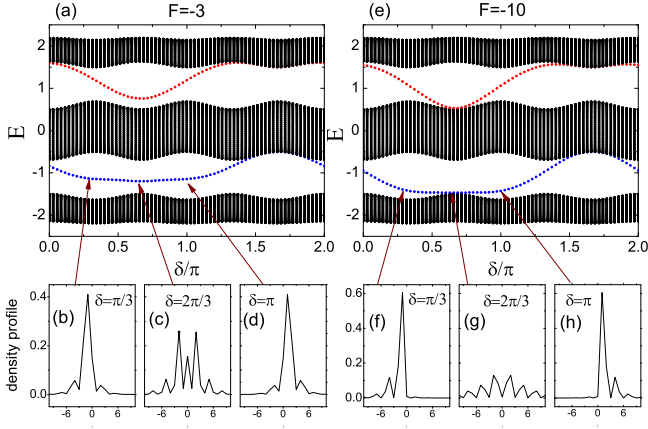 (a) F=-3 (e) F=-10
2 2
1 1
E 0 E 0
-1 -1
-2 -2
0.0 0.5 1.0 1.5 2.0 0.0 0.5 1.0 1.5 2.0
δ/π δ/π
density profile
0.4 (b) δ=π/3 (c) δ=2π/3 (d) δ=π 0.6 (f) δ=π/3 (g) δ=2π/3 (h) δ=π
0.4
0.2 0.2
0.0 0.0
-6 0 6 -6 0 6 -6 0 6 -6 0 6 -6 0 6 -6 0 6